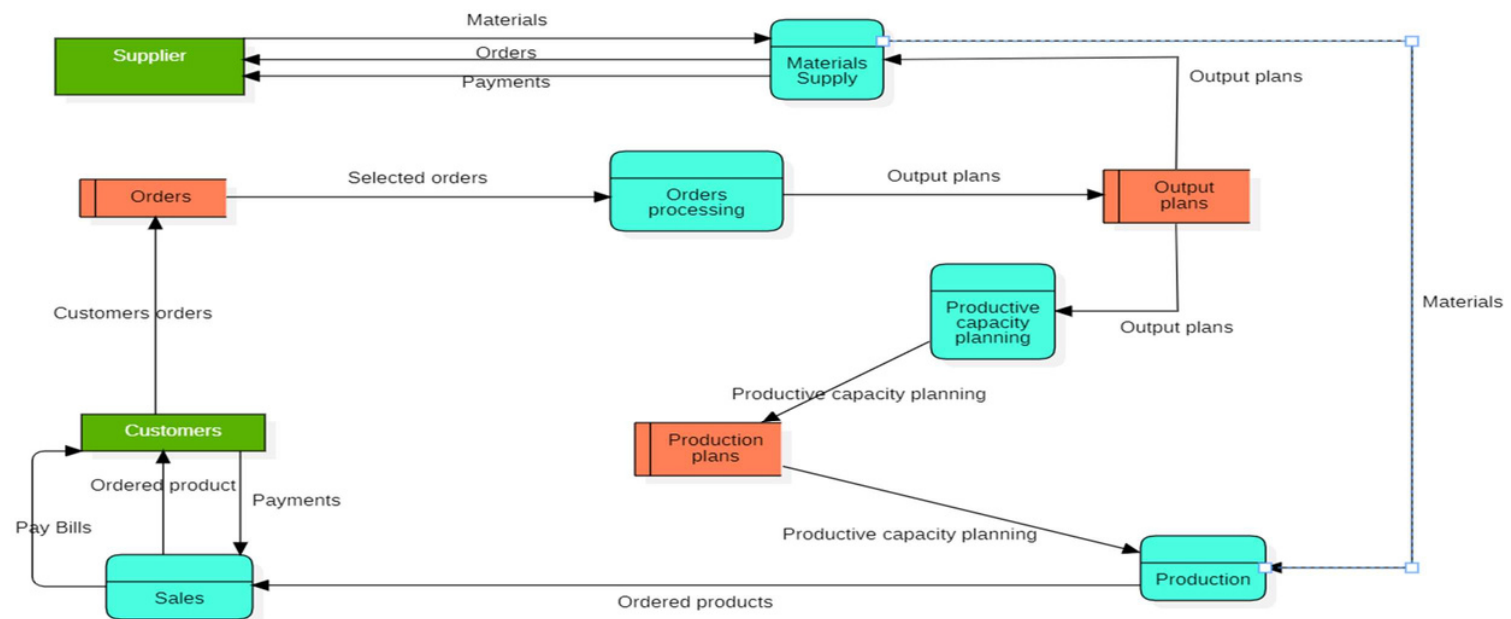 Materials
Supplier
Orders
Payments
Materials
Supply
Output plans
Orders
Selected orders
Orders
processing
Output plans
Output
plans
Customers orders
Productive
capacity
planning
Output plans
Materials
Productive capacity planning
Customers
Production
plans
Ordered product
Payments
Pay Bills
Productive capacity planning
Production
Sales
Ordered products